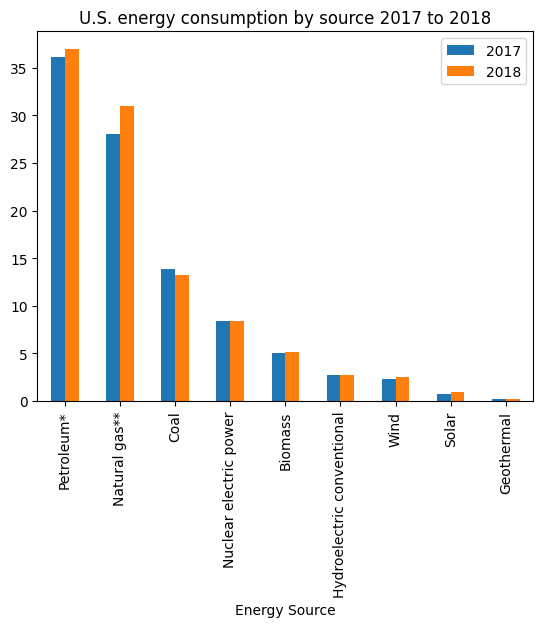 U.S. energy consumption by source 2017 to 2018
2017
2018
35
30
25
20
15
10
5
0
Petroleum*
Natural gas**
Coal
Nuclear electric power
Biomass
Hydroelectric conventional
Wind
Solar
Geothermal
Energy Source